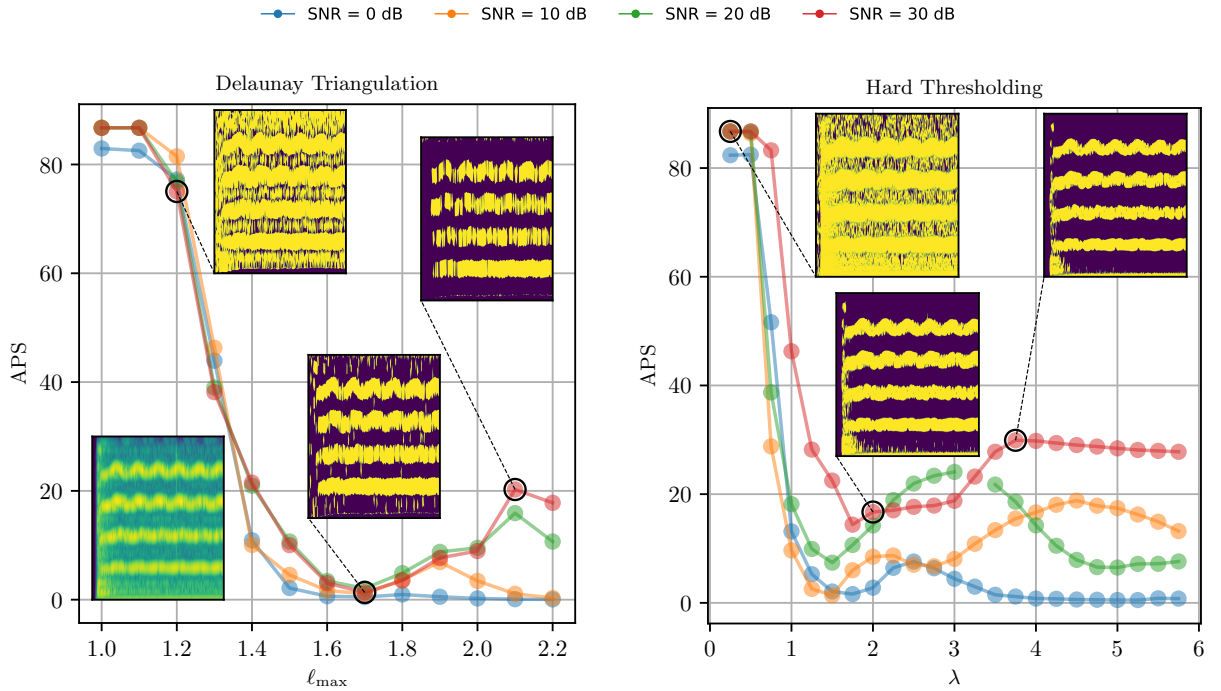 SNR = 0 dB SNR = 10 dB SNR = 20 dB SNR = 30 dB
Delaunay Triangulation
APS
80
60
40
20
0
1.0 1.2 1.4 1.6 1.8 2.0 2.2
ℓmax
Hard Thresholding
APS
80
60
40
20
0
0 1 2 3 4 5 6
λ